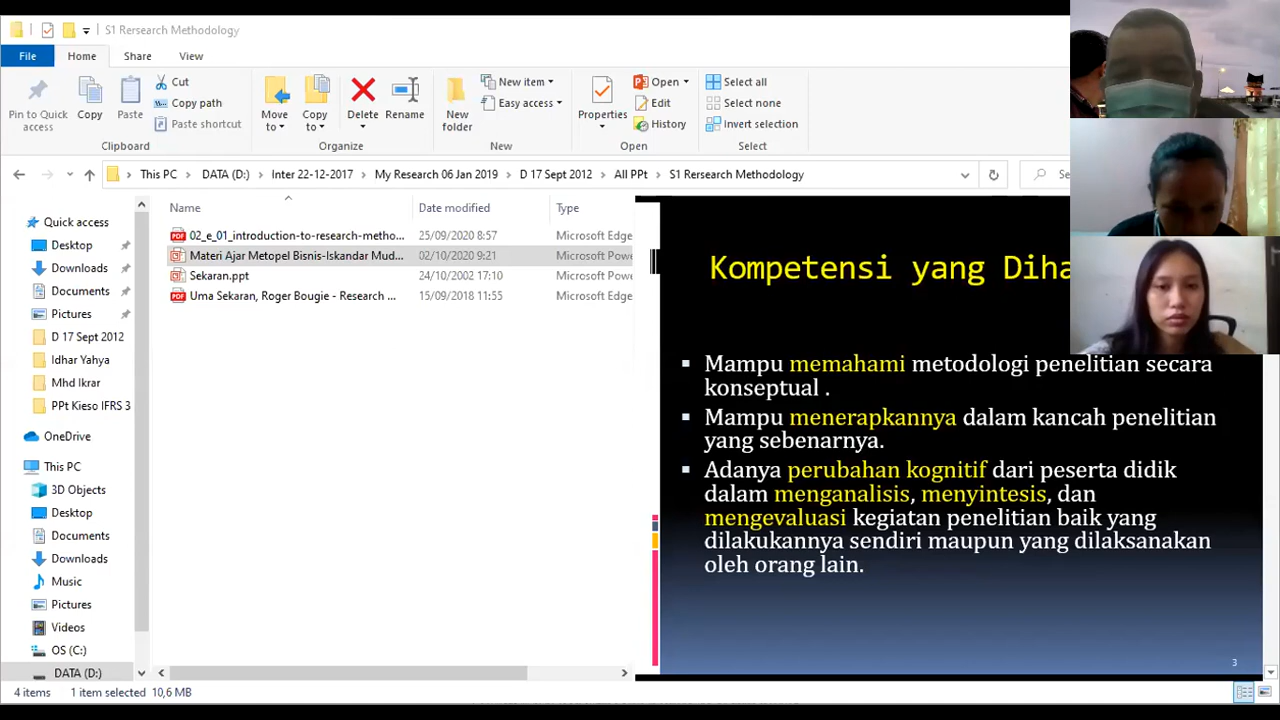 S1 Rersearch Methodology
File Home Share View
Pin to Quick access
Copy
Paste
Cut
Copy path
Paste shortcut
Clipboard
Move to
Copy to
Delete
Rename
Organize
New folder
New item
Easy access
New
Properties
Open
Edit
History
Open
Select all
Select none
Invert selection
Select
This PC > DATA (D:) > Inter 22-12-2017 > My Research 06 Jan 2019 > D 17 Sept 2012 > All PPt > S1 Rersearch Methodology
Se
Name Date modified Type
02_e_01_introduction-to-research-metho... 25/09/2020 8:57 Microsoft Edge
Materi Ajar Metopel Bisnis-Iskandar Mud... 02/10/2020 9:21 Microsoft Powe
Sekaran.ppt 24/10/2002 17:10 Microsoft Powe
Uma Sekaran, Roger Bougie - Research ... 15/09/2018 11:55 Microsoft Edge
Quick access
Desktop
Downloads
Documents
Pictures
D 17 Sept 2012
Idhar Yahya
Mhd Ikrar
PPt Kieso IFRS 3
OneDrive
This PC
3D Objects
Desktop
Documents
Downloads
Music
Pictures
Videos
OS (C:)
DATA (D:)
4 items 1 item selected 10,6 MB
Kompetensi yang Diha
▪ Mampu memahami metodologi penelitian secara
konseptual .
▪ Mampu menerapkannya dalam kancah penelitian
yang sebenarnya.
▪ Adanya perubahan kognitif dari peserta didik
dalam menganalisis, menyintesis, dan
mengevaluasi kegiatan penelitian baik yang
dilakukannya sendiri maupun yang dilaksanakan
oleh orang lain.
3